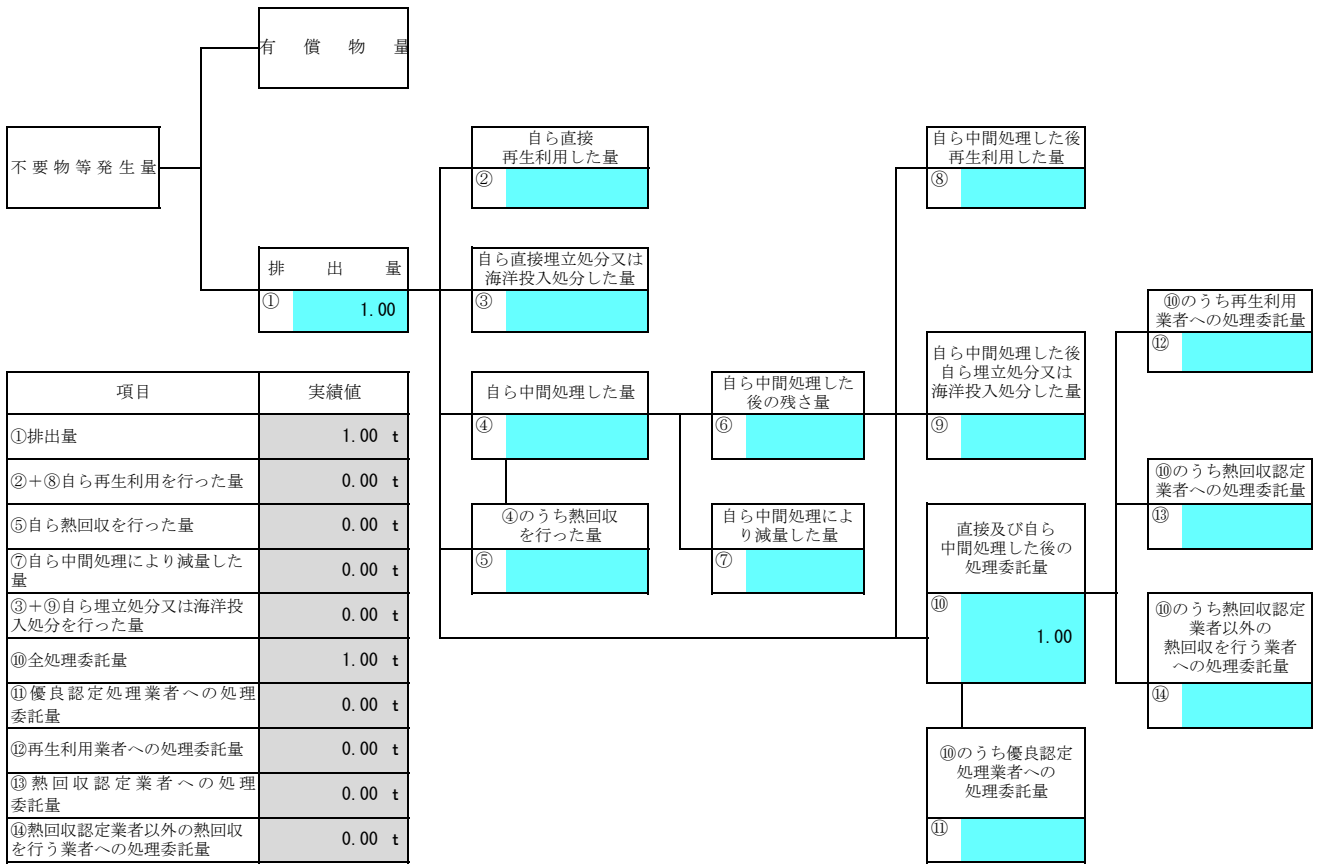 有償物量
不要物等発生量
排出量
① 1.00
自ら直接
再生利用した量
②
自ら直接埋立処分又は
海洋投入処分した量
③
自ら中間処理した量
④
④のうち熱回収
を行った量
⑤
自ら中間処理した
後の残さ量
⑥
自ら中間処理によ
り減量した量
⑦
自ら中間処理した後
再生利用した量
⑧
自ら中間処理した後
自ら埋立処分又は
海洋投入処分した量
⑨
直接及び自ら
中間処理した後の
処理委託量
⑩
1.00
⑩のうち優良認定
処理業者への
処理委託量
⑪
⑩のうち再生利用
業者への処理委託量
⑫
⑩のうち熱回収認定
業者への処理委託量
⑬
⑩のうち熱回収認定
業者以外の
熱回収を行う業者
への処理委託量
⑭
項目 実績値
①排出量 1.00 t
②+⑧自ら再生利用を行った量 0.00 t
⑤自ら熱回収を行った量 0.00 t
⑦自ら中間処理により減量した
量 0.00 t
③+⑨自ら埋立処分又は海洋投
入処分を行った量 0.00 t
⑩全処理委託量 1.00 t
⑪優良認定処理業者への処理
委託量 0.00 t
⑫再生利用業者への処理委託量 0.00 t
⑬熱回収認定業者への処理
委託量 0.00 t
⑭熱回収認定業者以外の熱回収
を行う業者への処理委託量 0.00 t